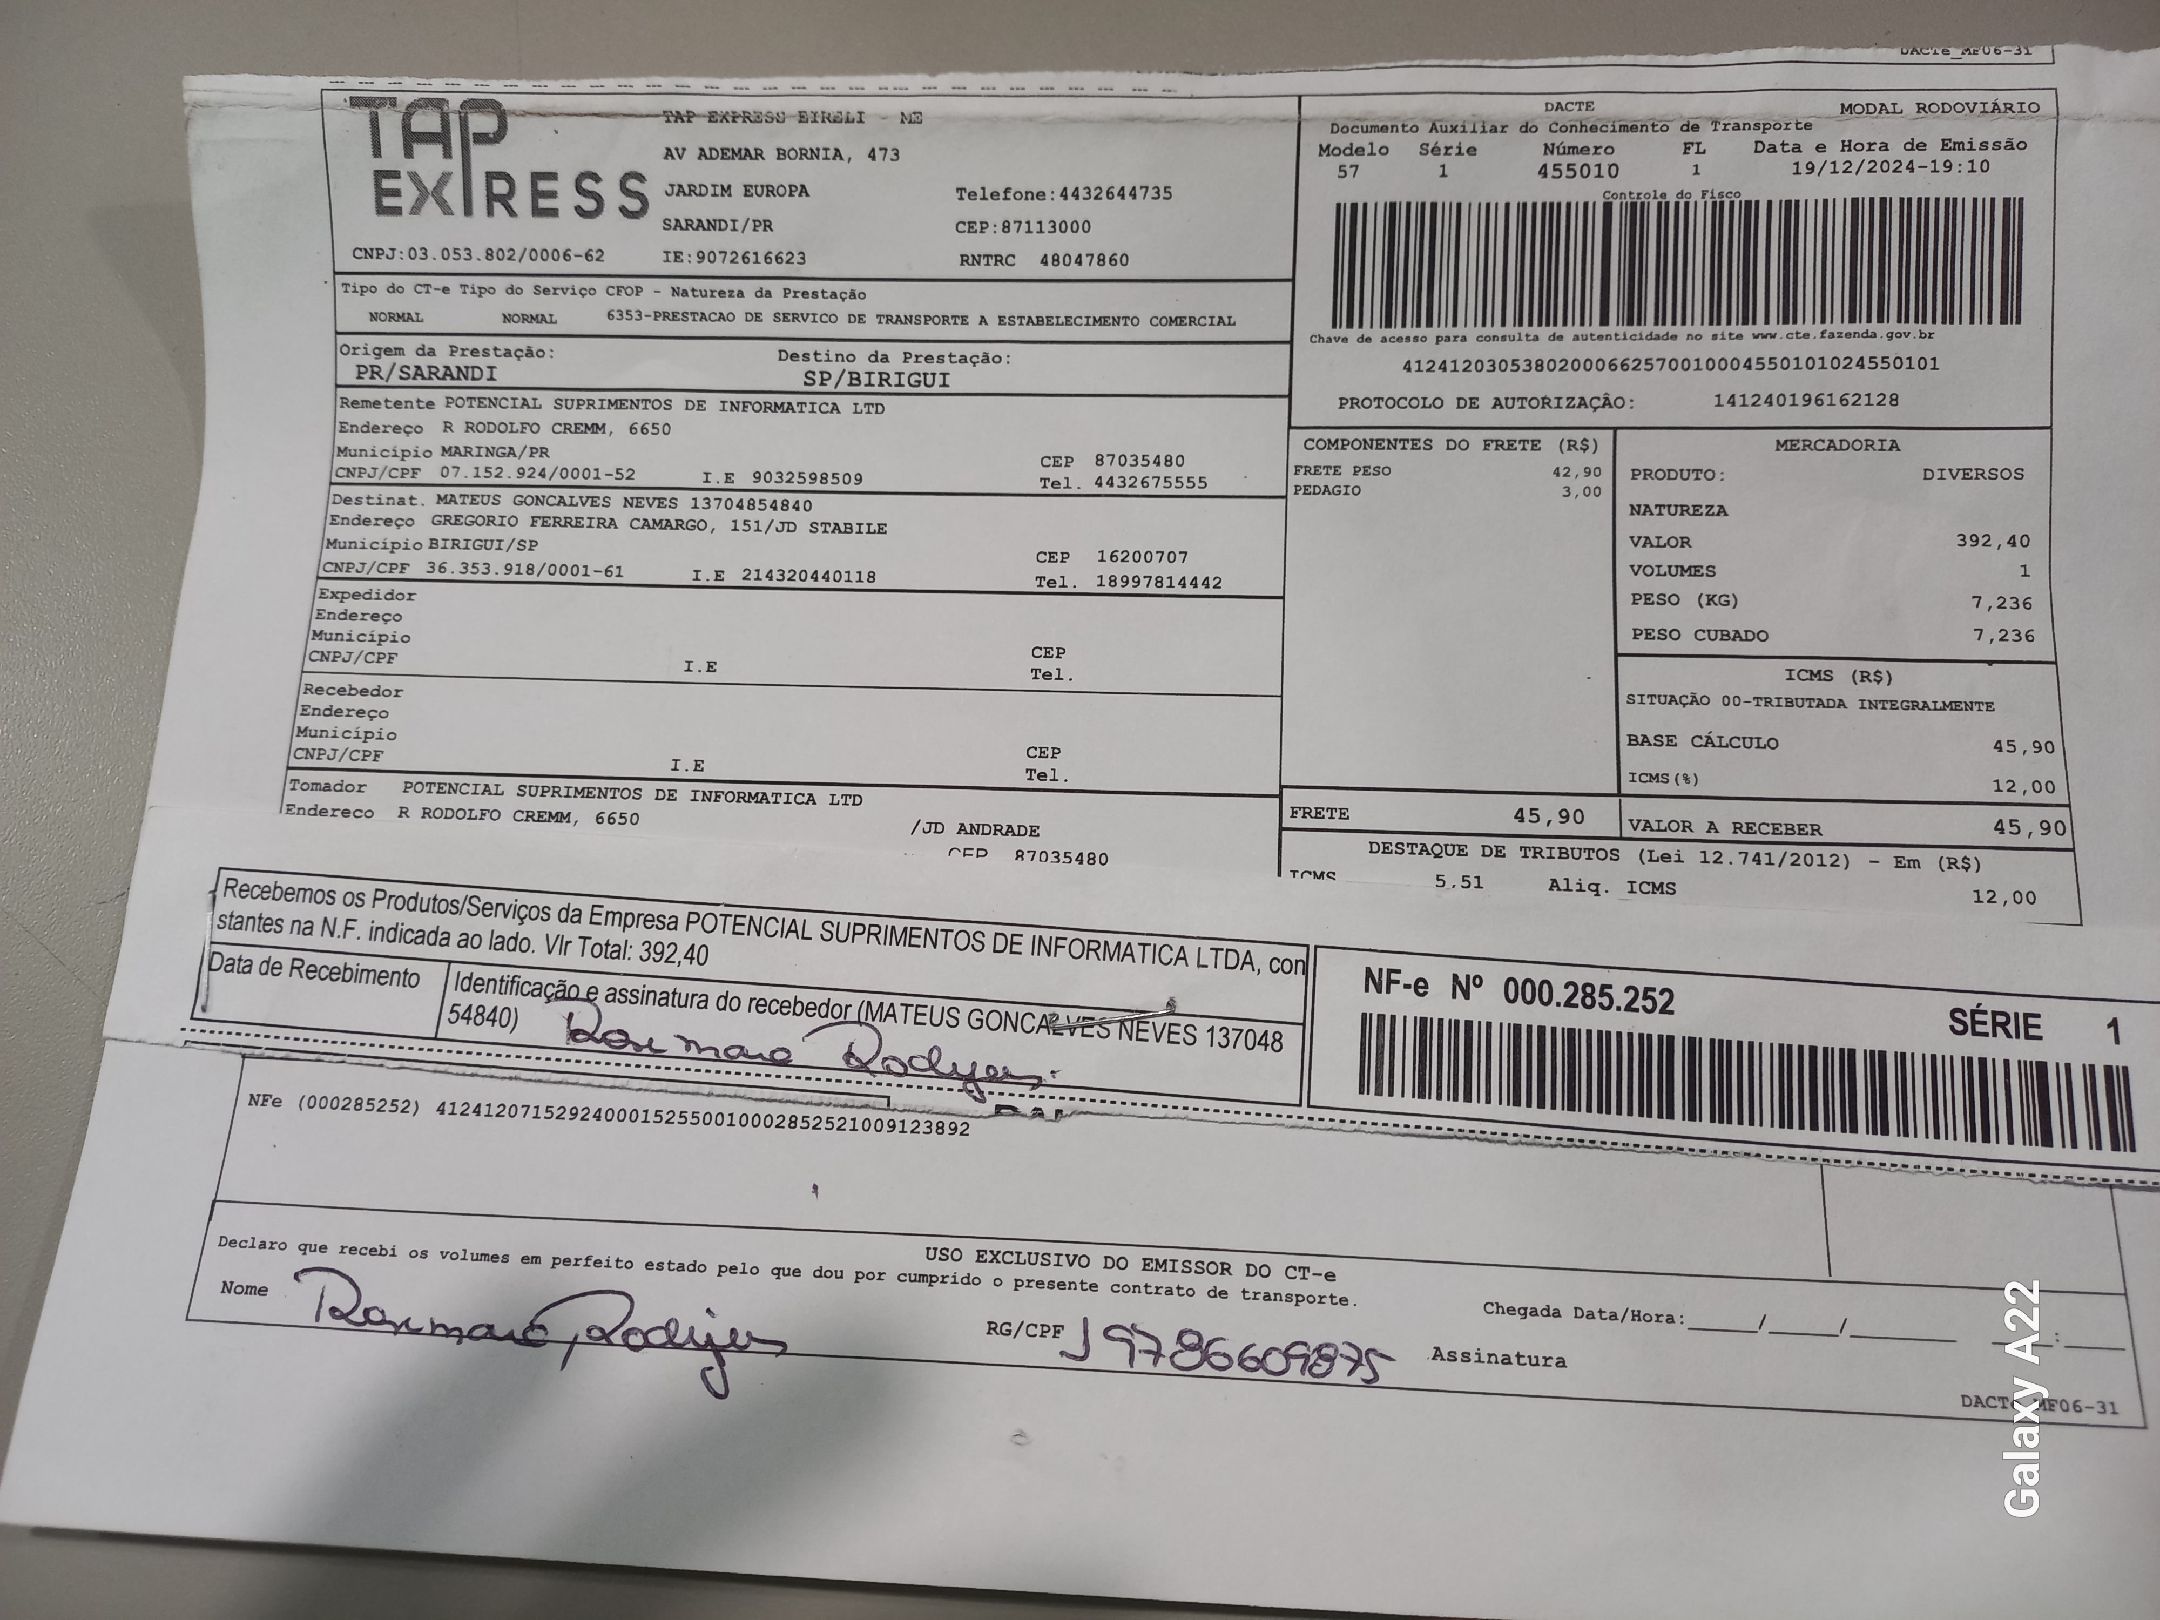 DACTe_MF06-31
TAP
EXPRESS
TAP EXPRESS EIRELI - ME
AV ADEMAR BORNIA, 473
JARDIM EUROPA
Telefone:4432644735
SARANDI/PR
CEP:87113000
CNPJ:03.053.802/0006-62
IE:9072616623
RNTRC 48047860
DACTE
MODAL RODOVIÁRIO
Documento Auxiliar do Conhecimento de Transporte
Modelo Série Número FL Data e Hora de Emissão
57 1 455010 1 19/12/2024-19:10
Controle do Fisco
Chave de acesso para consulta de autenticidade no site www.cte.fazenda.gov.br
41241203053802000662570010004550101024550101
PROTOCOLO DE AUTORIZAÇÃO: 141240196162128
Tipo do CT-e Tipo do Serviço CFOP - Natureza da Prestação
NORMAL NORMAL 6353-PRESTACAO DE SERVICO DE TRANSPORTE A ESTABELECIMENTO COMERCIAL
Origem da Prestação: Destino da Prestação:
PR/SARANDI SP/BIRIGUI
Remetente POTENCIAL SUPRIMENTOS DE INFORMATICA LTD
Endereço R RODOLFO CREMM, 6650
Município MARINGA/PR CEP 87035480
CNPJ/CPF 07.152.924/0001-52 I.E 9032598509 Tel. 4432675555
Destinat. MATEUS GONCALVES NEVES 13704854840
Endereço GREGORIO FERREIRA CAMARGO, 151/JD STABILE
Município BIRIGUI/SP CEP 16200707
CNPJ/CPF 36.353.918/0001-61 I.E 214320440118 Tel. 18997814442
Expedidor
Endereço
Município CEP
CNPJ/CPF I.E Tel.
Recebedor
Endereço
Município CEP
CNPJ/CPF I.E Tel.
Tomador POTENCIAL SUPRIMENTOS DE INFORMATICA LTD
Endereco R RODOLFO CREMM, 6650 /JD ANDRADE
CEP 87035480
COMPONENTES DO FRETE (R$)
FRETE PESO 42,90
PEDAGIO 3,00
MERCADORIA
PRODUTO: DIVERSOS
NATUREZA
VALOR 392,40
VOLUMES 1
PESO (KG) 7,236
PESO CUBADO 7,236
ICMS (R$)
SITUAÇÃO 00-TRIBUTADA INTEGRALMENTE
BASE CÁLCULO 45,90
ICMS(%) 12,00
FRETE 45,90
VALOR A RECEBER 45,90
DESTAQUE DE TRIBUTOS (Lei 12.741/2012) - Em (R$)
ICMS 5.51 Aliq. ICMS 12,00
Recebemos os Produtos/Serviços da Empresa POTENCIAL SUPRIMENTOS DE INFORMATICA LTDA, con
stantes na N.F. indicada ao lado. Vlr Total: 392,40
Data de Recebimento
Identificação e assinatura do recebedor (MATEUS GONCALVES NEVES 137048
54840)
NF-e Nº 000.285.252
SÉRIE 1
NFe (000285252) 41241207152924000152550010002852521009123892
USO EXCLUSIVO DO EMISSOR DO CT-e
Declaro que recebi os volumes em perfeito estado pelo que dou por cumprido o presente contrato de transporte.
Nome
RG/CPF 19786609875
Chegada Data/Hora:____/____/______ ___:____
Assinatura
DACTe_MF06-31
Galaxy A22